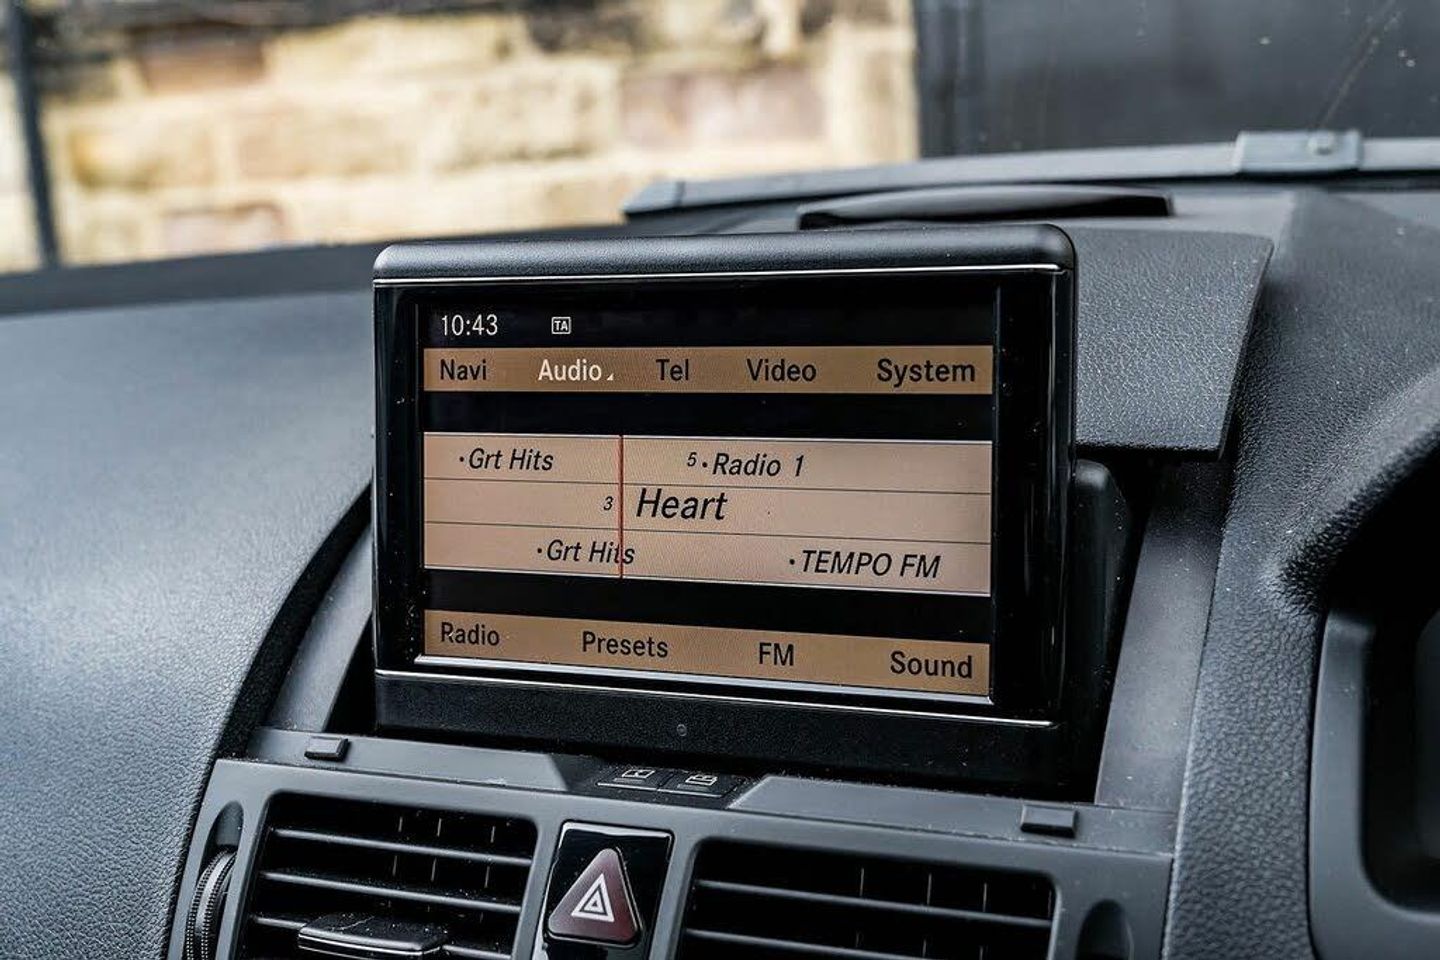 10:43 TA
Navi Audio Tel Video System
·Grt Hits 5·Radio 1
3 Heart
·Grt Hits ·TEMPO FM
Radio Presets FM Sound